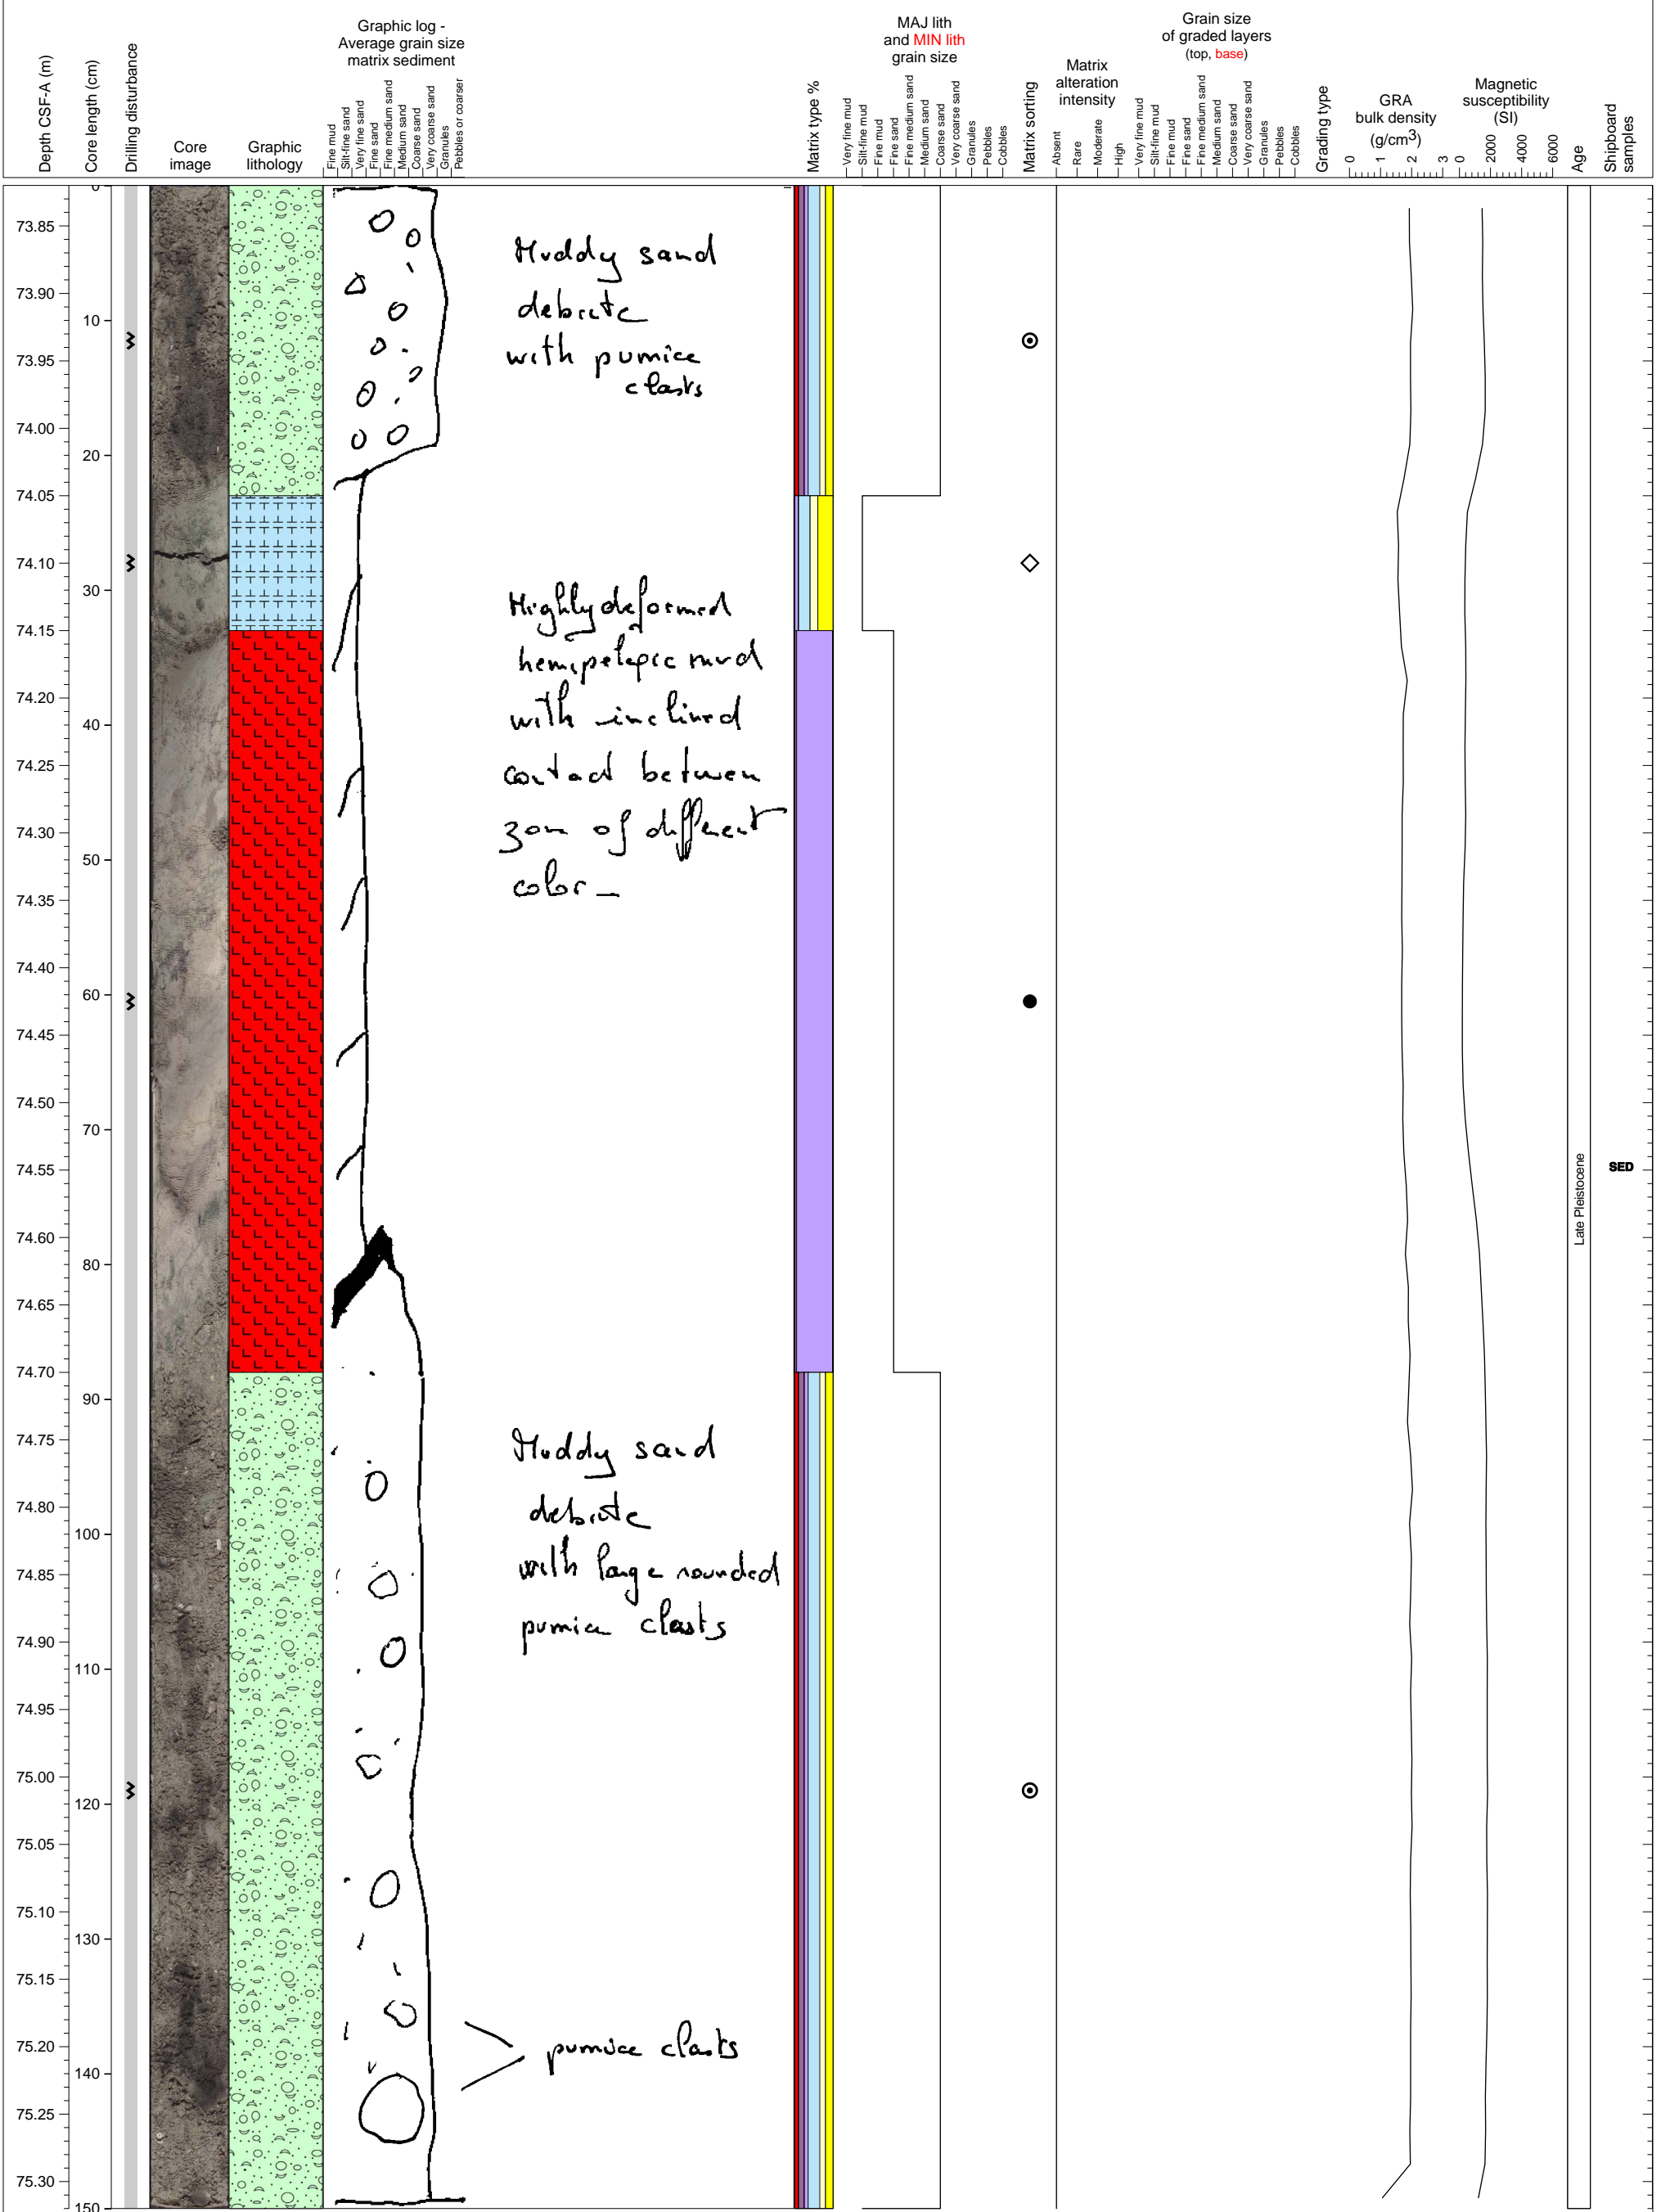 Depth CSF-A (m)
Core length (cm)
Drilling disturbance
Core
image
Graphic
lithology
Graphic log -
Average grain size
matrix sediment
Fine mud
Silt-fine sand
Very fine sand
Fine sand
Fine medium sand
Medium sand
Coarse sand
Very coarse sand
Granules
Pebbles or coarser
Matrix type %
MAJ lith
and MIN lith
grain size
Very fine mud
Silt-fine mud
Fine mud
Fine sand
Fine medium sand
Medium sand
Coarse sand
Very coarse sand
Granules
Pebbles
Cobbles
Matrix sorting
Matrix
alteration
intensity
Absent
Rare
Moderate
High
Grain size
of graded layers
(top, base)
Very fine mud
Silt-fine mud
Fine mud
Fine sand
Fine medium sand
Medium sand
Coarse sand
Very coarse sand
Granules
Pebbles
Cobbles
Grading type
GRA
bulk density
(g/cm3)
0 1 2 3
Magnetic
susceptibility
(SI)
0 2000 4000 6000
Age
Shipboard
samples
0
73.85
73.90
10
73.95
74.00
20
74.05
74.10
30
74.15
74.20
40
74.25
74.30
50
74.35
74.40
60
74.45
74.50
70
74.55
74.60
80
74.65
74.70
90
74.75
74.80
100
74.85
74.90
110
74.95
75.00
120
75.05
75.10
130
75.15
75.20
140
75.25
75.30
150
Muddy sand
debrite
with pumice
clasts
Highly deformed
hemipelagic mud
with inclined
contact between
zone of different
color
Muddy sand
debrite
with large rounded
pumice clasts
pumice clasts
Late Pleistocene
SED